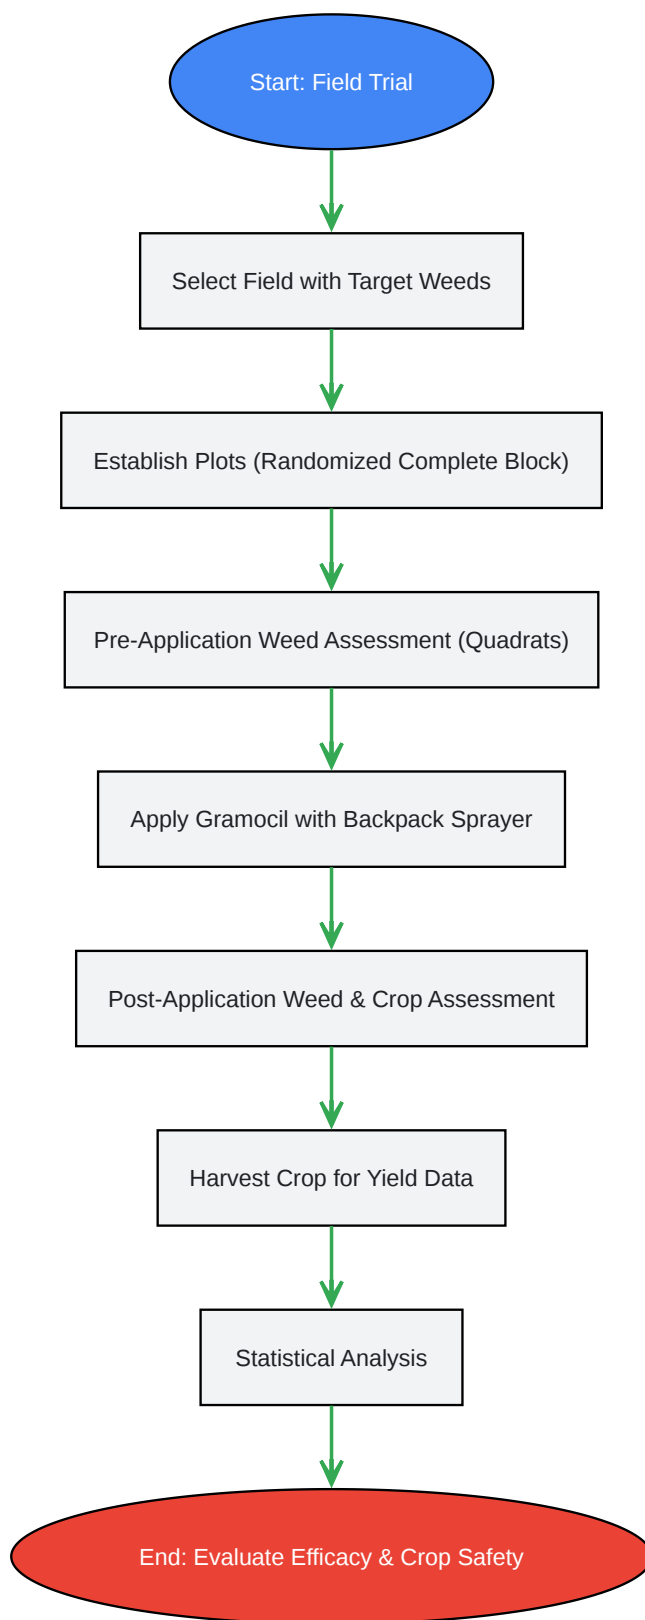 Start: Field Trial
Select Field with Target Weeds
Establish Plots (Randomized Complete Block)
Pre-Application Weed Assessment (Quadrats)
Apply Gramocil with Backpack Sprayer
Post-Application Weed & Crop Assessment
Harvest Crop for Yield Data
Statistical Analysis
End: Evaluate Efficacy & Crop Safety